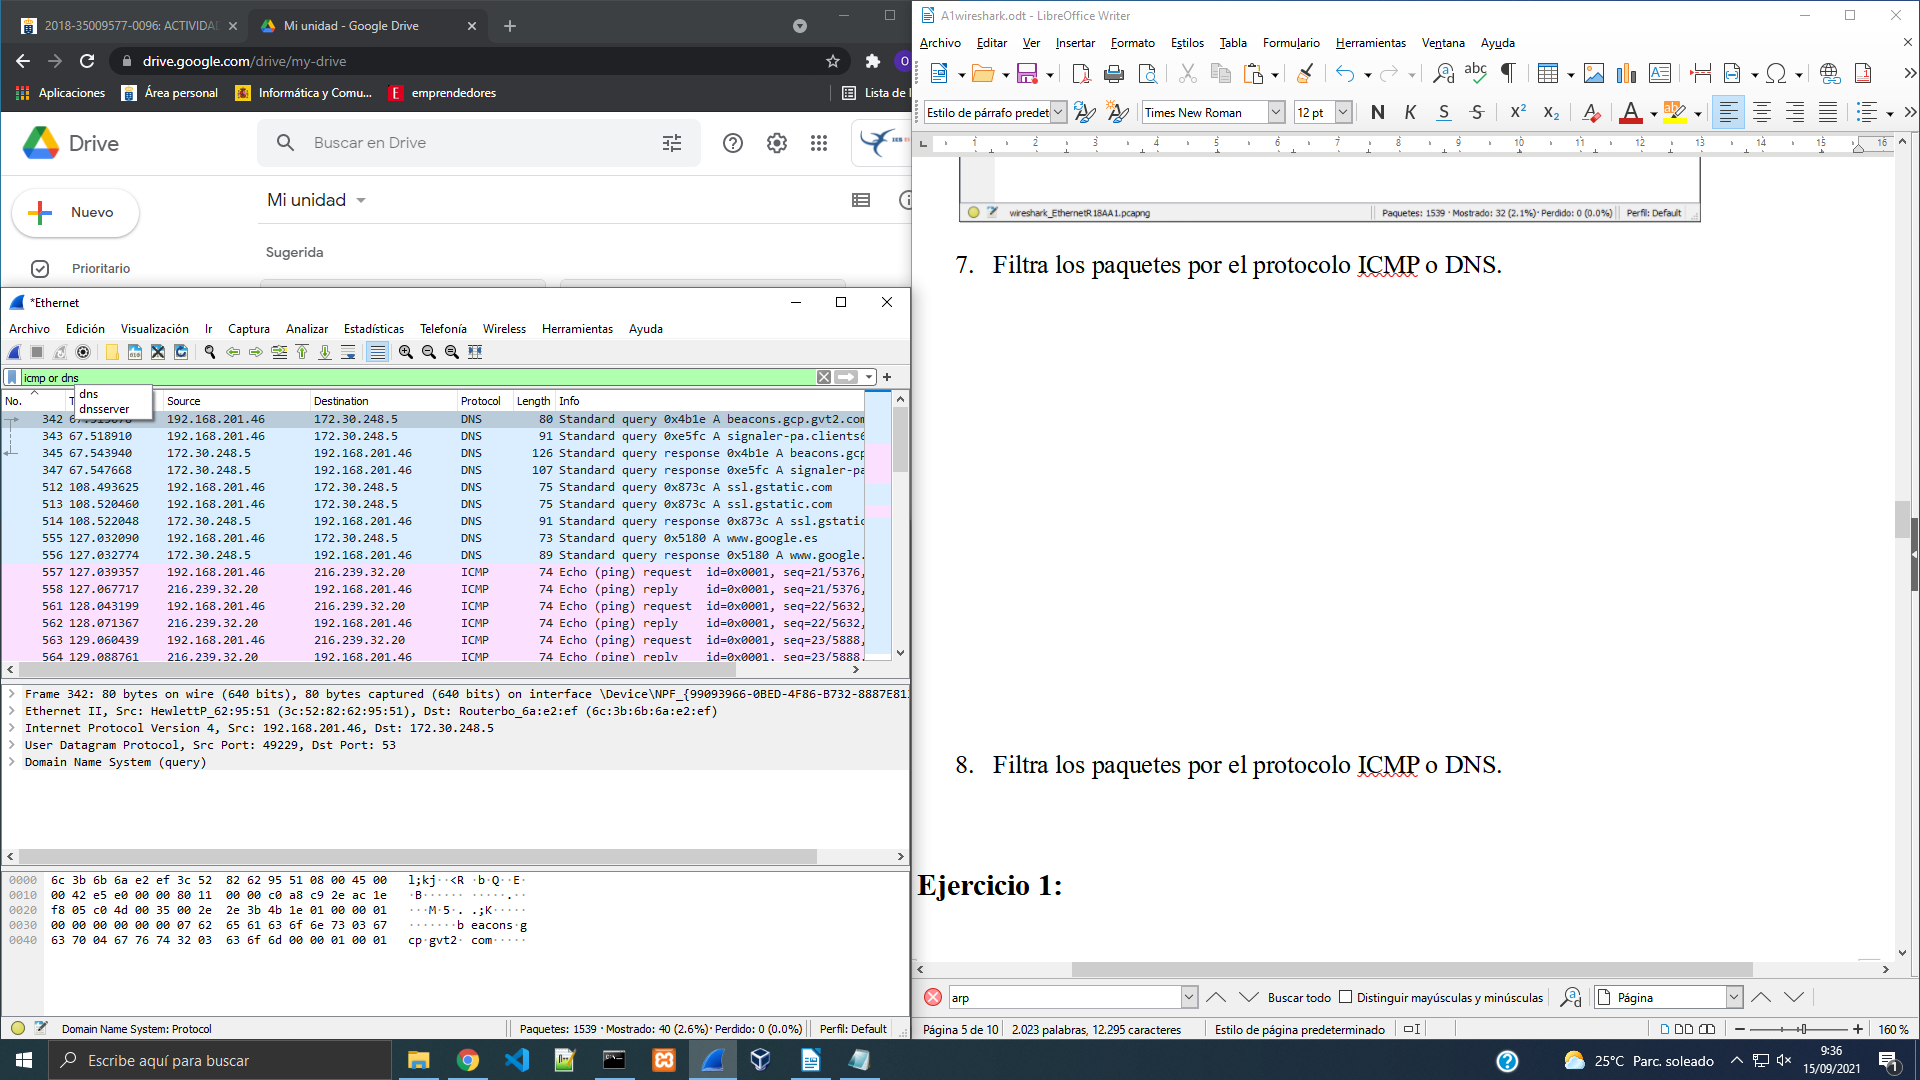 2018-35009577-0096: ACTIVIDAD
Mi unidad - Google Drive
drive.google.com/drive/my-drive
Aplicaciones
Área personal
Informática y Comu...
emprendedores
Lista de l
Drive
Buscar en Drive
Nuevo
Mi unidad
Sugerida
Prioritario
*Ethernet
Archivo Edición Visualización Ir Captura Analizar Estadísticas Telefonía Wireless Herramientas Ayuda
icmp or dns
dns
dnsserver
No. T Source Destination Protocol Length Info
342 67.513078 192.168.201.46 172.30.248.5 DNS 80 Standard query 0x4b1e A beacons.gcp.gvt2.com
343 67.518910 192.168.201.46 172.30.248.5 DNS 91 Standard query 0xe5fc A signaler-pa.clients6
345 67.543940 172.30.248.5 192.168.201.46 DNS 126 Standard query response 0x4b1e A beacons.gcp
347 67.547668 172.30.248.5 192.168.201.46 DNS 107 Standard query response 0xe5fc A signaler-pa
512 108.493625 192.168.201.46 172.30.248.5 DNS 75 Standard query 0x873c A ssl.gstatic.com
513 108.520460 192.168.201.46 172.30.248.5 DNS 75 Standard query 0x873c A ssl.gstatic.com
514 108.522048 172.30.248.5 192.168.201.46 DNS 91 Standard query response 0x873c A ssl.gstatic
555 127.032090 192.168.201.46 172.30.248.5 DNS 73 Standard query 0x5180 A www.google.es
556 127.032774 172.30.248.5 192.168.201.46 DNS 89 Standard query response 0x5180 A www.google.
557 127.039357 192.168.201.46 216.239.32.20 ICMP 74 Echo (ping) request id=0x0001, seq=21/5376,
558 127.067717 216.239.32.20 192.168.201.46 ICMP 74 Echo (ping) reply id=0x0001, seq=21/5376,
561 128.043199 192.168.201.46 216.239.32.20 ICMP 74 Echo (ping) request id=0x0001, seq=22/5632,
562 128.071367 216.239.32.20 192.168.201.46 ICMP 74 Echo (ping) reply id=0x0001, seq=22/5632,
563 129.060439 192.168.201.46 216.239.32.20 ICMP 74 Echo (ping) request id=0x0001, seq=23/5888,
564 129.088761 216.239.32.20 192.168.201.46 ICMP 74 Echo (ping) reply id=0x0001, seq=23/5888,
Frame 342: 80 bytes on wire (640 bits), 80 bytes captured (640 bits) on interface \Device\NPF_{99093966-0BED-4F86-B732-8887E81
Ethernet II, Src: HewlettP_62:95:51 (3c:52:82:62:95:51), Dst: Routerbo_6a:e2:ef (6c:3b:6b:6a:e2:ef)
Internet Protocol Version 4, Src: 192.168.201.46, Dst: 172.30.248.5
User Datagram Protocol, Src Port: 49229, Dst Port: 53
Domain Name System (query)
0000 6c 3b 6b 6a e2 ef 3c 52 82 62 95 51 08 00 45 00 l;kj··<R ·b·Q··E·
0010 00 42 e5 e0 00 00 80 11 00 00 c0 a8 c9 2e ac 1e ·B······ ·····.··
0020 f8 05 c0 4d 00 35 00 2e 2e 3b 4b 1e 01 00 00 01 ···M·5·. .;K·····
0030 00 00 00 00 00 00 07 62 65 61 63 6f 6e 73 03 67 ·······b eacons·g
0040 63 70 04 67 76 74 32 03 63 6f 6d 00 00 01 00 01 cp·gvt2· com·····
Domain Name System: Protocol
Paquetes: 1539 · Mostrado: 40 (2.6%)· Perdido: 0 (0.0%)
Perfil: Default
A1wireshark.odt - LibreOffice Writer
Archivo Editar Ver Insertar Formato Estilos Tabla Formulario Herramientas Ventana Ayuda
Estilo de párrafo predet
Times New Roman
12 pt
N K S S X² X₂
1 2 3 4 5 6 7 8 9 10 11 12 13 14 15 16
wireshark_EthernetR18AA1.pcapng
Paquetes: 1539 · Mostrado: 32 (2.1%)· Perdido: 0 (0.0%)
Perfil: Default
7. Filtra los paquetes por el protocolo ICMP o DNS.
8. Filtra los paquetes por el protocolo ICMP o DNS.
Ejercicio 1:
arp
Buscar todo
Distinguir mayúsculas y minúsculas
Página
Página 5 de 10
2.023 palabras, 12.295 caracteres
Estilo de página predeterminado
160 %
Escribe aquí para buscar
25°C Parc. soleado
9:36
15/09/2021
1